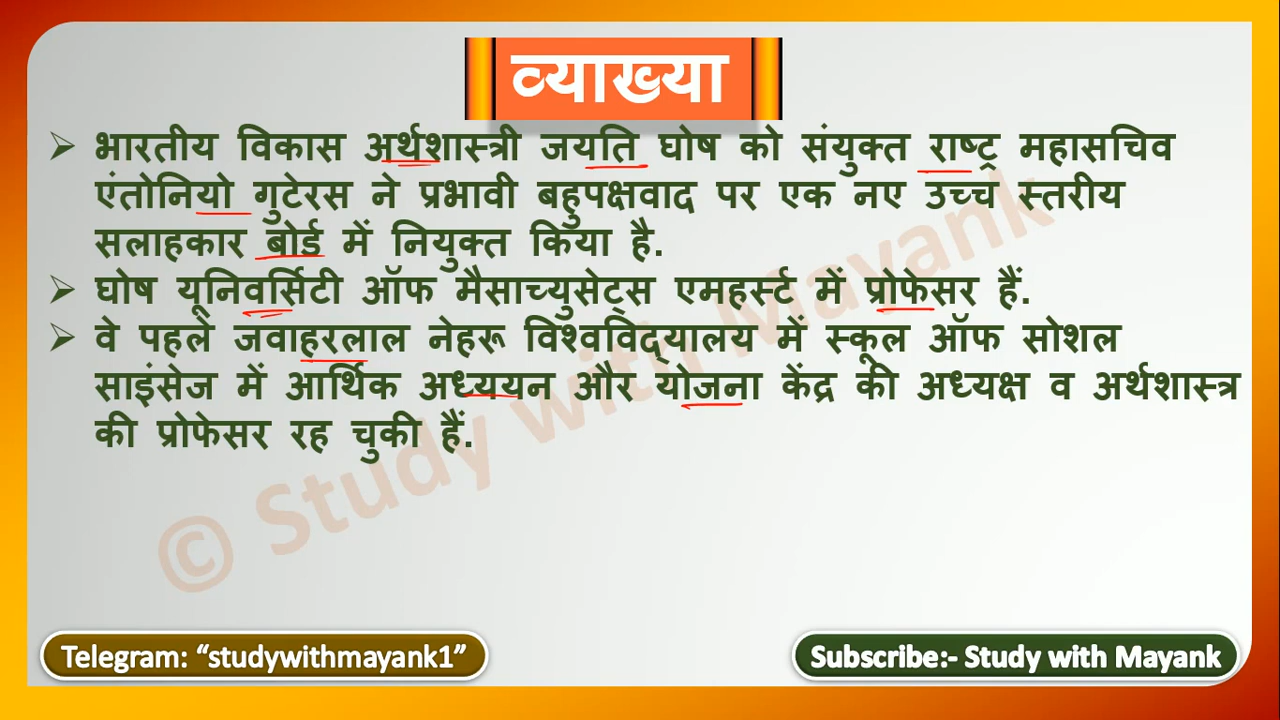 व्याख्या
➢ भारतीय विकास अर्थशास्त्री जयति घोष को संयुक्त राष्ट्र महासचिव
एंतोनियो गुटेरस ने प्रभावी बहुपक्षवाद पर एक नए उच्च स्तरीय
सलाहकार बोर्ड में नियुक्त किया है.
➢ घोष यूनिवर्सिटी ऑफ मैसाच्युसेट्स एमहर्स्ट में प्रोफेसर हैं.
➢ वे पहले जवाहरलाल नेहरू विश्वविद्यालय में स्कूल ऑफ सोशल
साइंसेज में आर्थिक अध्ययन और योजना केंद्र की अध्यक्ष व अर्थशास्त्र
की प्रोफेसर रह चुकी हैं.
© Study with Mayank
Telegram: “studywithmayank1”
Subscribe:- Study with Mayank